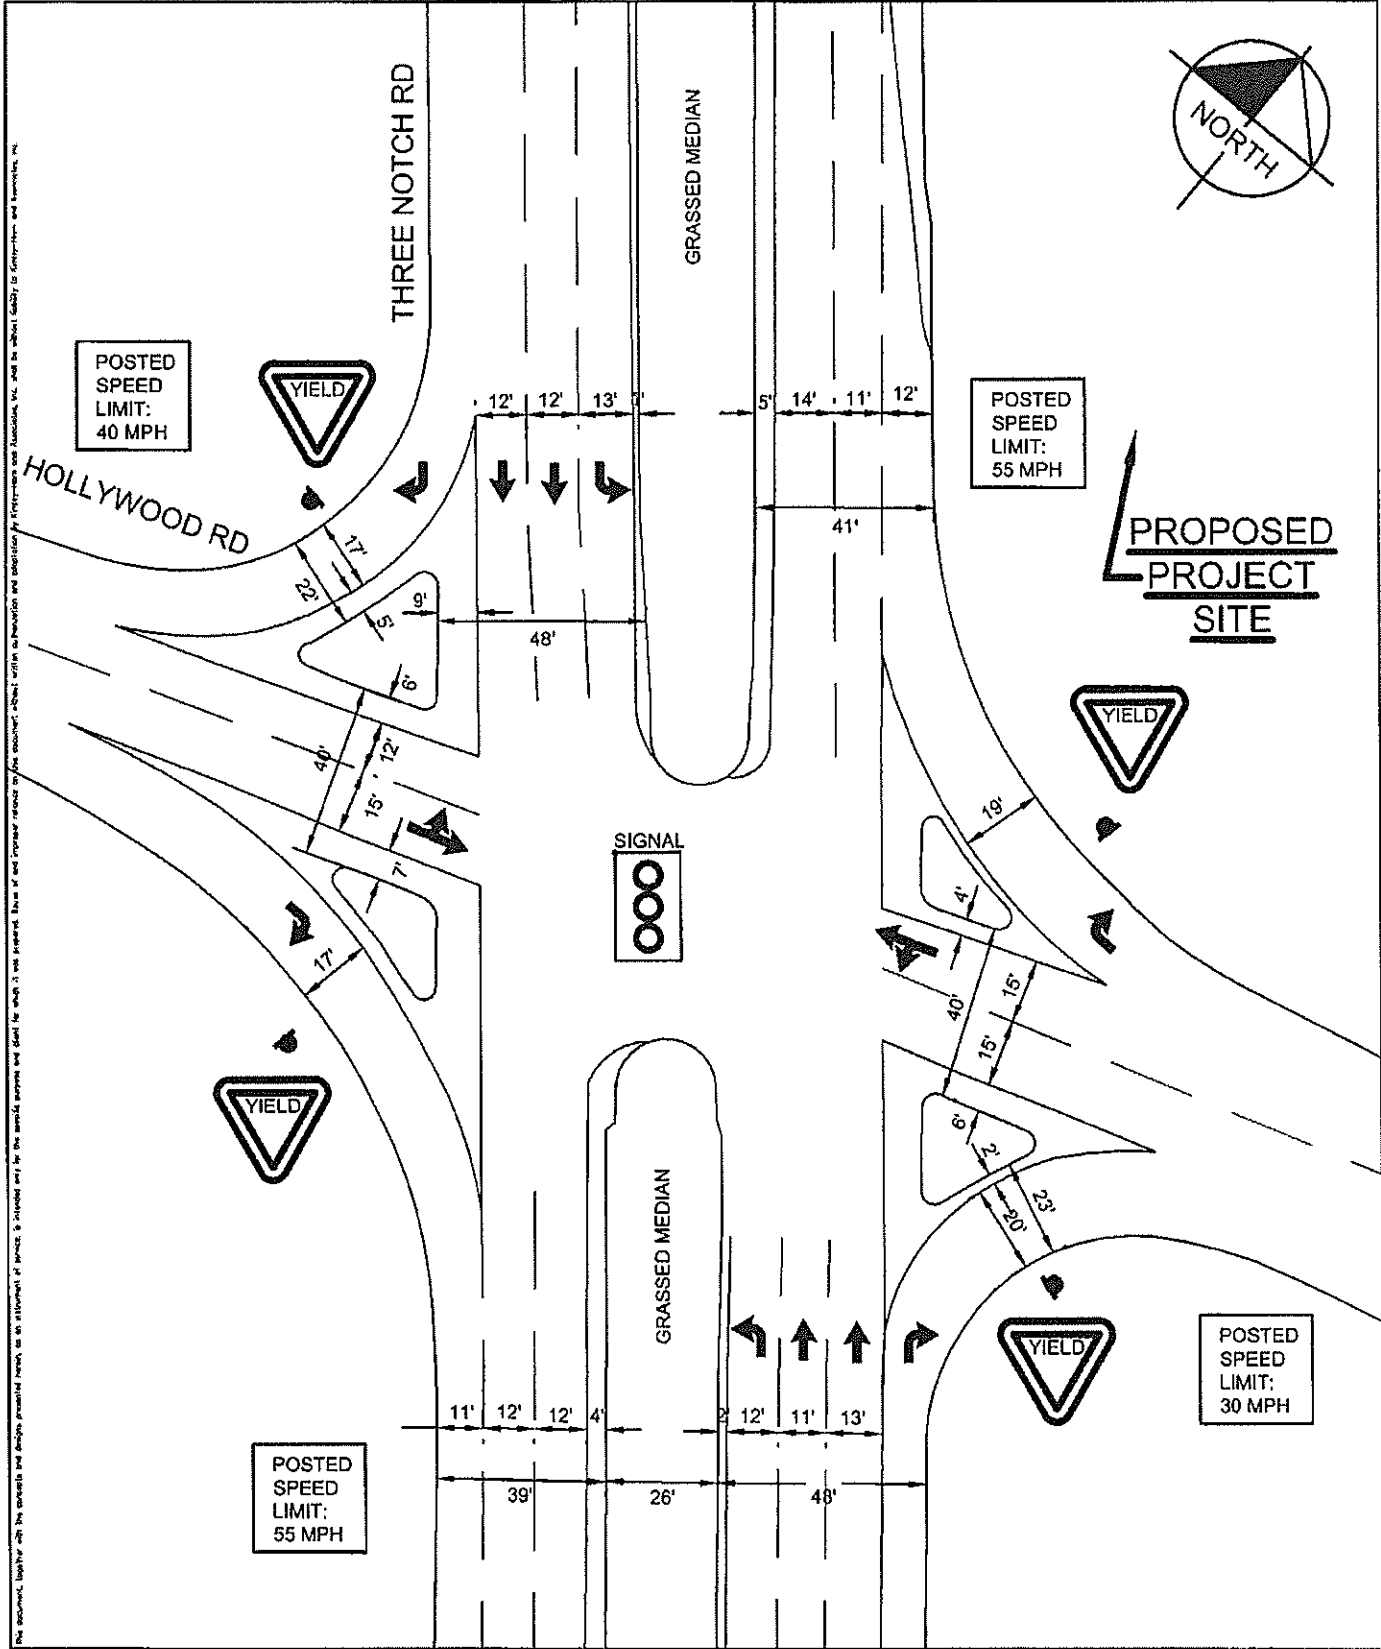 THREE NOTCH RD
GRASSED MEDIAN
NORTH
POSTED
SPEED
LIMIT:
40 MPH
YIELD
HOLLYWOOD RD
12' 12' 13' 5' 14' 11' 12'
POSTED
SPEED
LIMIT:
55 MPH
41'
PROPOSED
PROJECT
SITE
17'
22'
5'
9'
48'
6'
40'
12'
15'
7'
YIELD
SIGNAL
19'
4'
17'
40'
15'
15'
YIELD
6'
2'
23'
20'
GRASSED MEDIAN
YIELD
POSTED
SPEED
LIMIT:
30 MPH
11' 12' 12' 4' 2' 12' 11' 13'
39' 26' 48'
POSTED
SPEED
LIMIT:
55 MPH